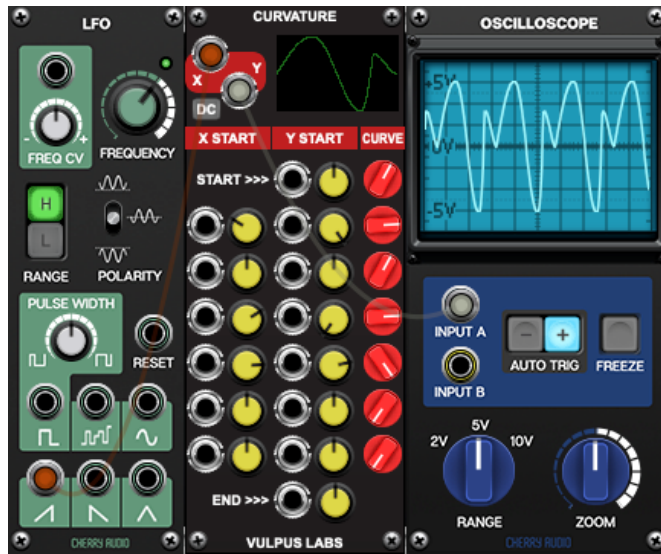 LFO
FREQ CV
FREQUENCY
H
L
RANGE
POLARITY
PULSE WIDTH
RESET
CHERRY AUDIO
CURVATURE
X
Y
DC
X START
Y START
CURVE
START >>>
END >>>
VULPUS LABS
OSCILLOSCOPE
+5V
0V
-5V
INPUT A
INPUT B
AUTO TRIG
FREEZE
2V
5V
10V
RANGE
ZOOM
CHERRY AUDIO